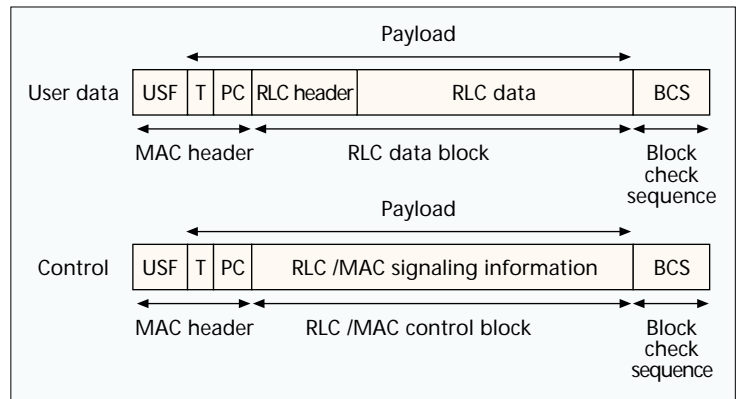 Payload
User data USF T PC RLC header RLC data BCS
MAC header RLC data block Block
check
sequence
Payload
Control USF T PC RLC /MAC signaling information BCS
MAC header RLC /MAC control block Block
check
sequence